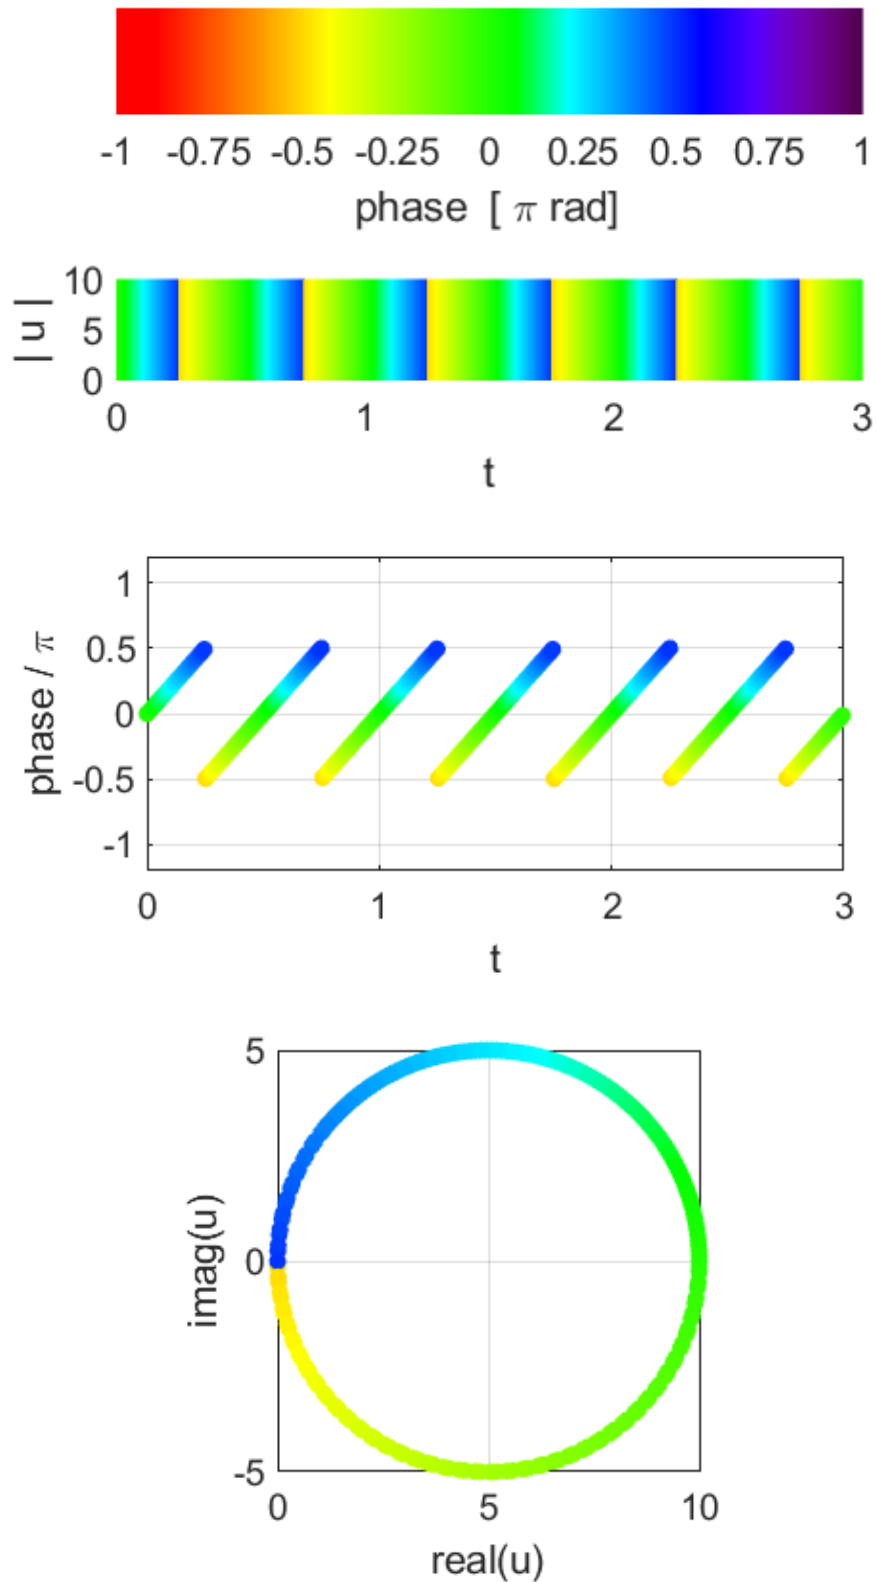 -1 -0.75 -0.5 -0.25 0 0.25 0.5 0.75 1
phase [ π rad]
10
5
0
| u |
0 1 2 3
t
1
0.5
0
-0.5
-1
phase / π
0 1 2 3
t
5
0
-5
imag(u)
0 5 10
real(u)